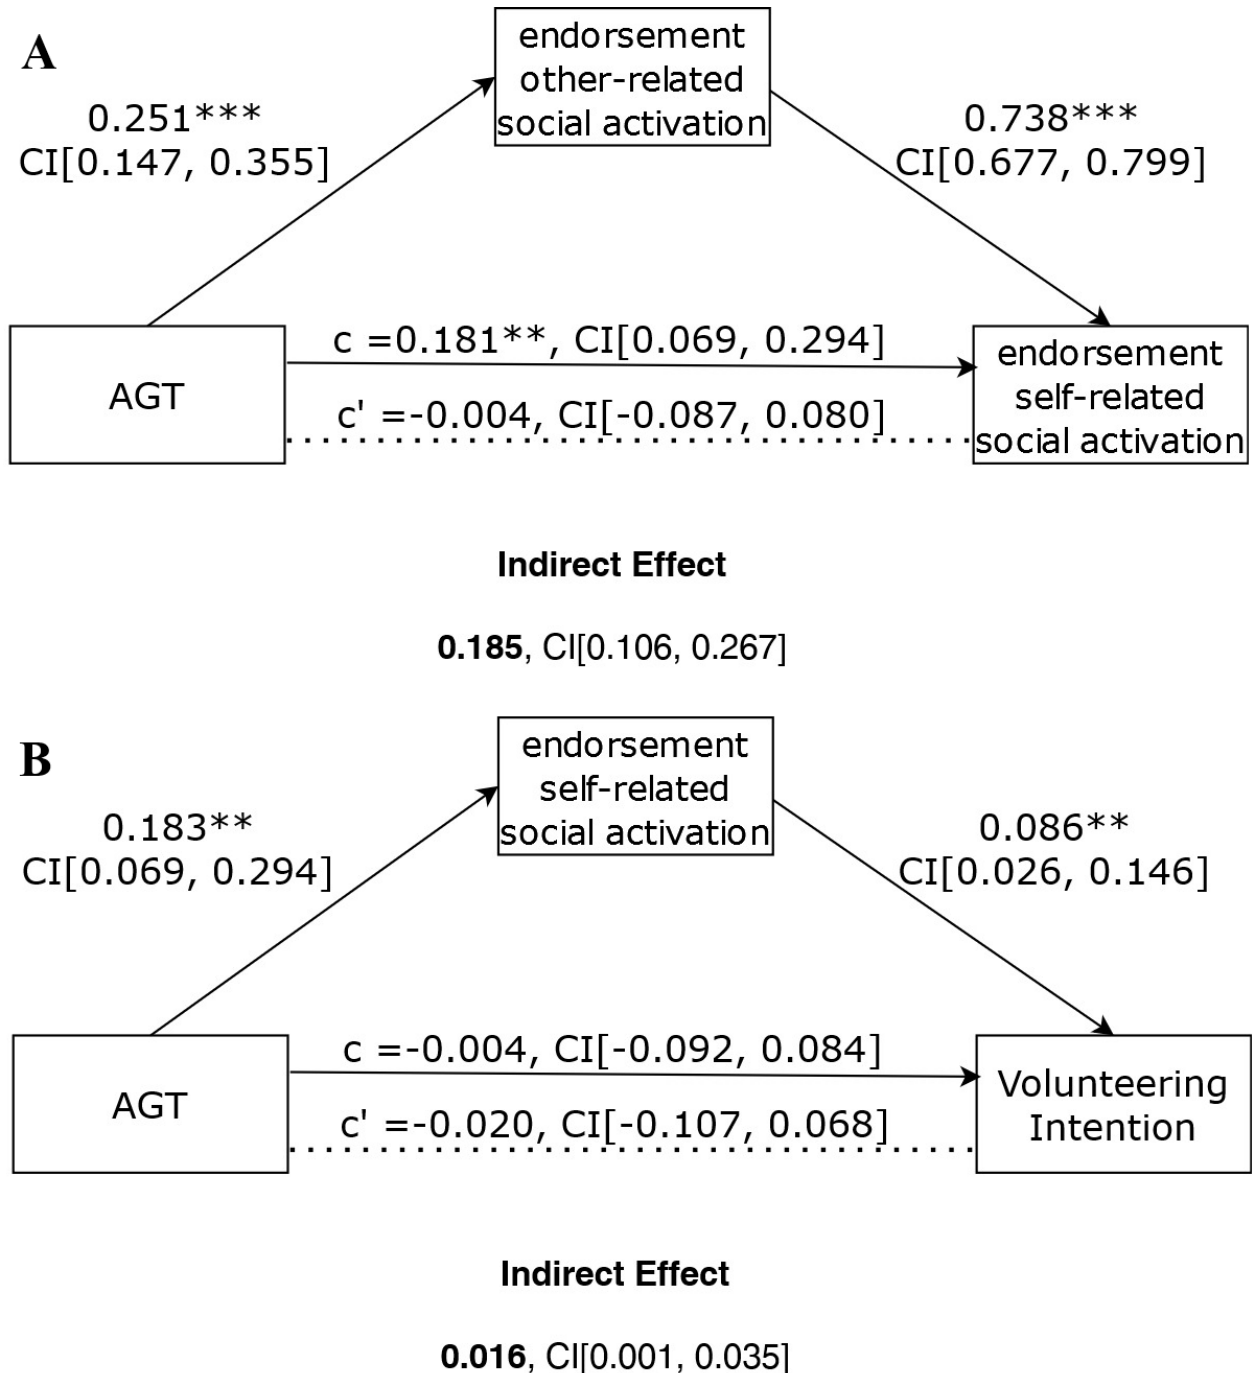 A
endorsement
other-related
social activation
0.251***
CI[0.147, 0.355]
0.738***
CI[0.677, 0.799]
AGT
c =0.181**, CI[0.069, 0.294]
c' =-0.004, CI[-0.087, 0.080]
endorsement
self-related
social activation
Indirect Effect
0.185, CI[0.106, 0.267]
B
endorsement
self-related
social activation
0.183**
CI[0.069, 0.294]
0.086**
CI[0.026, 0.146]
AGT
c =-0.004, CI[-0.092, 0.084]
c' =-0.020, CI[-0.107, 0.068]
Volunteering
Intention
Indirect Effect
0.016, CI[0.001, 0.035]